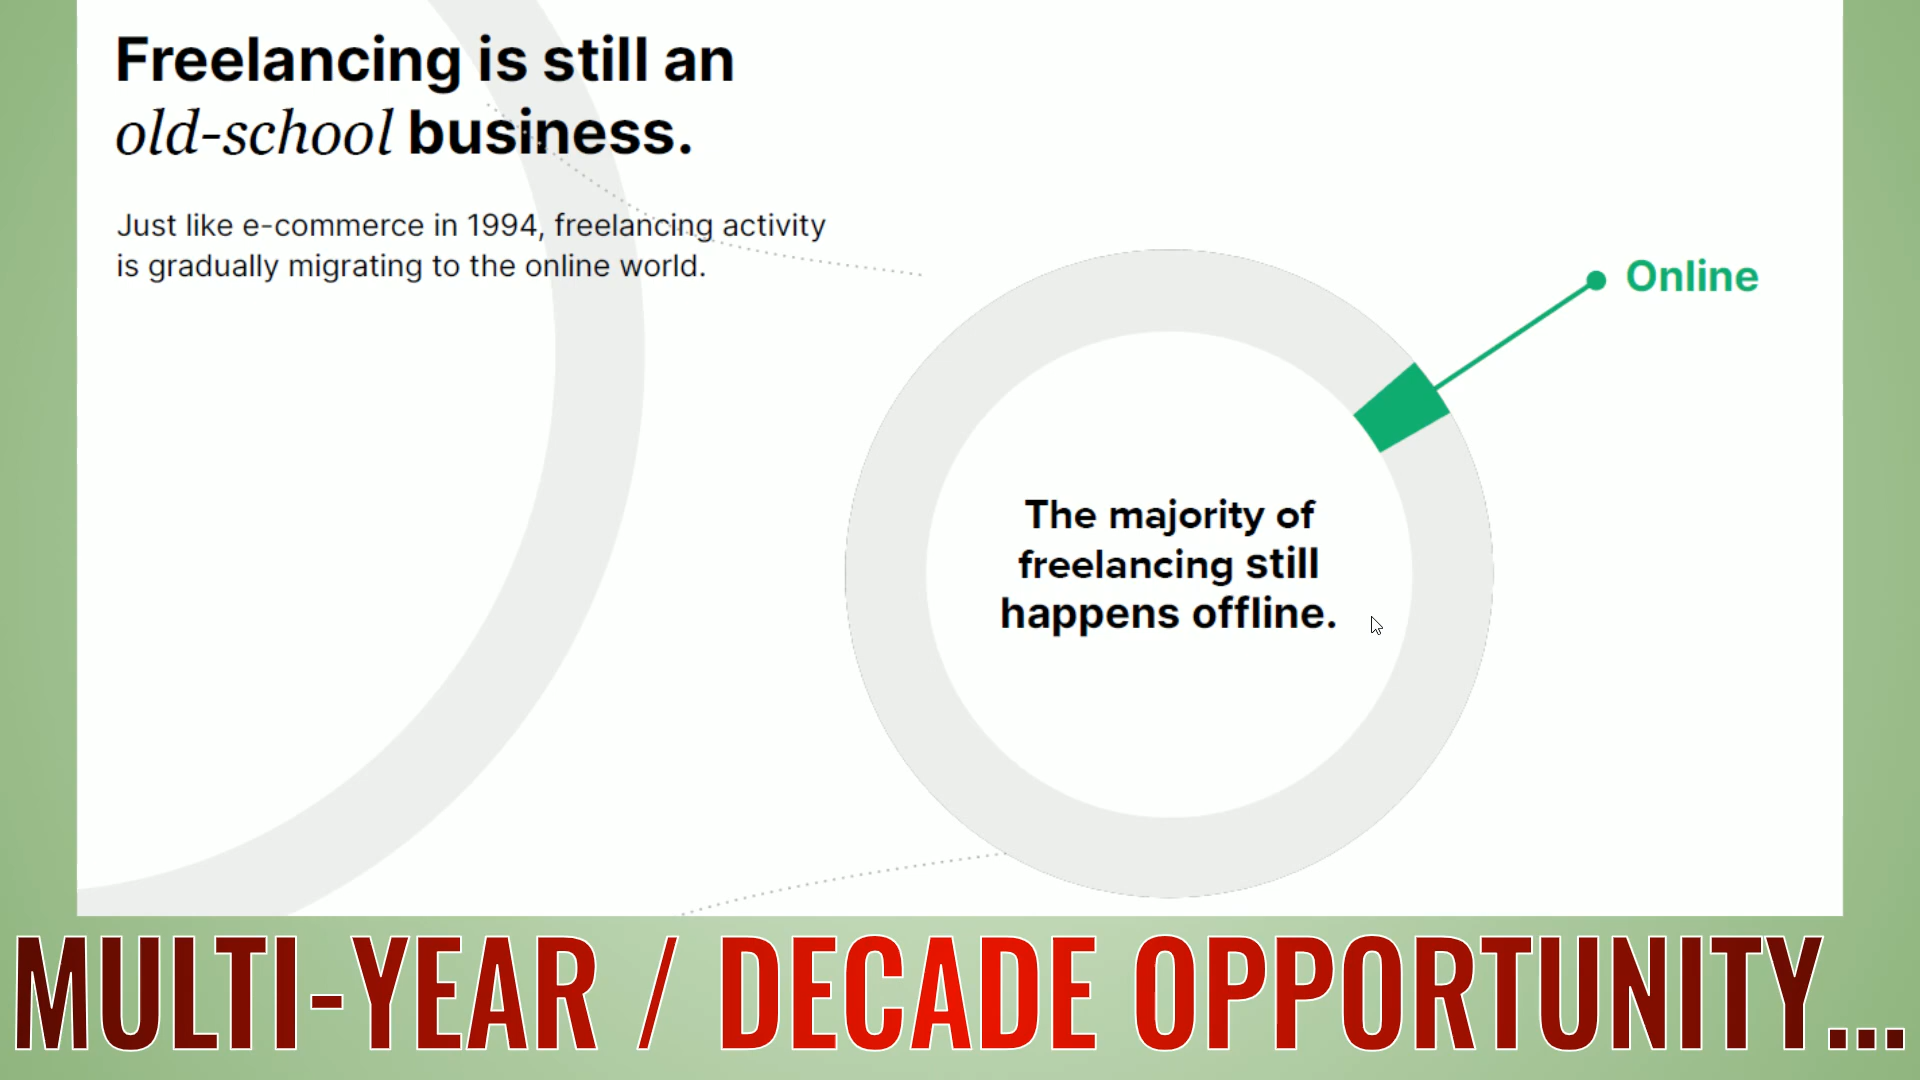 Freelancing is still an
old-school business.
Just like e-commerce in 1994, freelancing activity
is gradually migrating to the online world.
Online
The majority of
freelancing still
happens offline.
MULTI-YEAR / DECADE OPPORTUNITY...